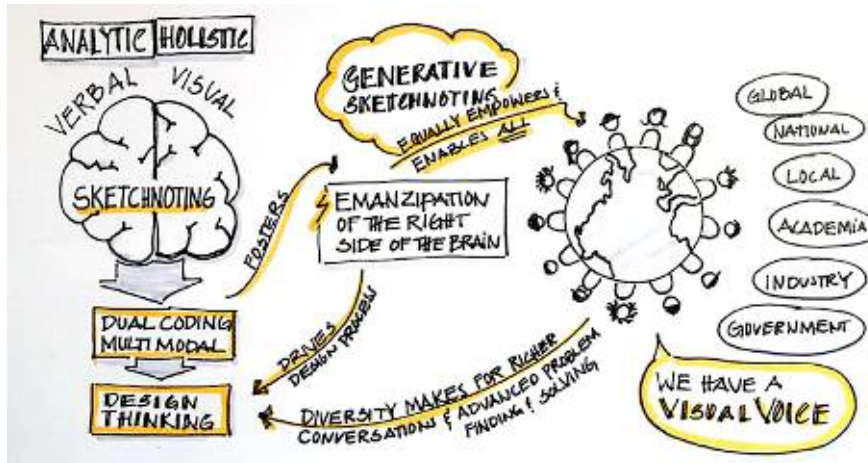 ANALYTIC HOLISTIC
VERBAL VISUAL
SKETCHNOTING
DUAL CODING
MULTI MODAL
DESIGN
THINKING
FOSTERS
GENERATIVE
SKETCHNOTING
EQUALLY EMPOWERS &
ENABLES ALL
EMANZIPATION
OF THE RIGHT
SIDE OF THE BRAIN
DRIVES
DESIGN PROCESS
DIVERSITY MAKES FOR RICHER
CONVERSATIONS & ADVANCED PROBLEM
FINDING & SOLVING
GLOBAL
NATIONAL
LOCAL
ACADEMIA
INDUSTRY
GOVERNMENT
WE HAVE A
VISUAL VOICE